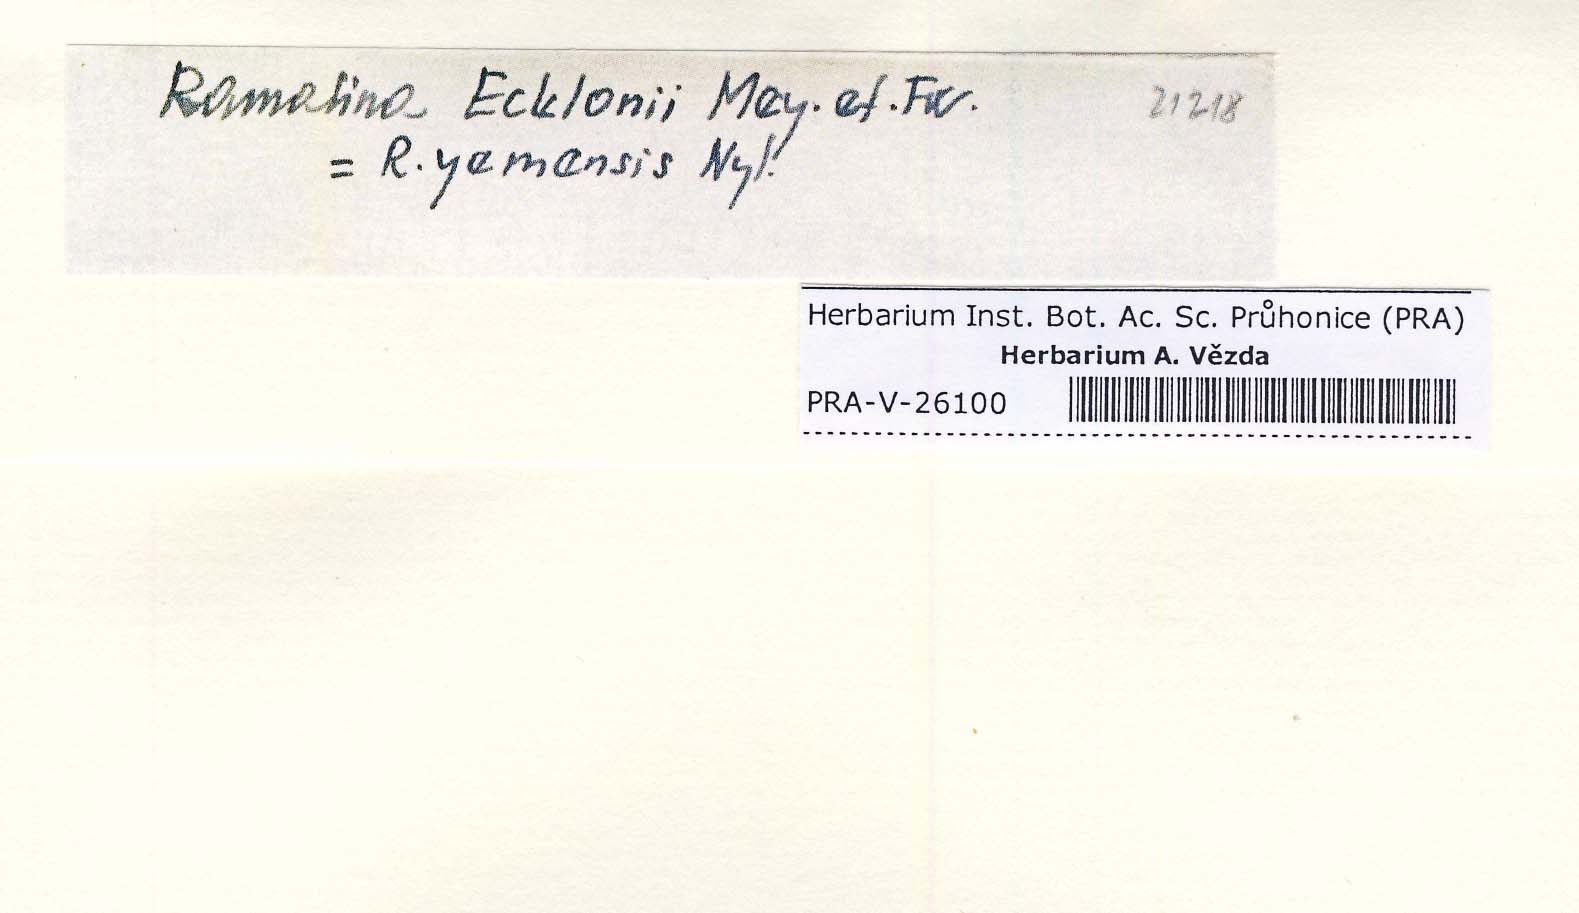 Ramalina Ecklonii Mey. et. Fw. 21218
= R. yemensis Nyl!
Herbarium Inst. Bot. Ac. Sc. Průhonice (PRA)
Herbarium A. Vězda
PRA-V-26100